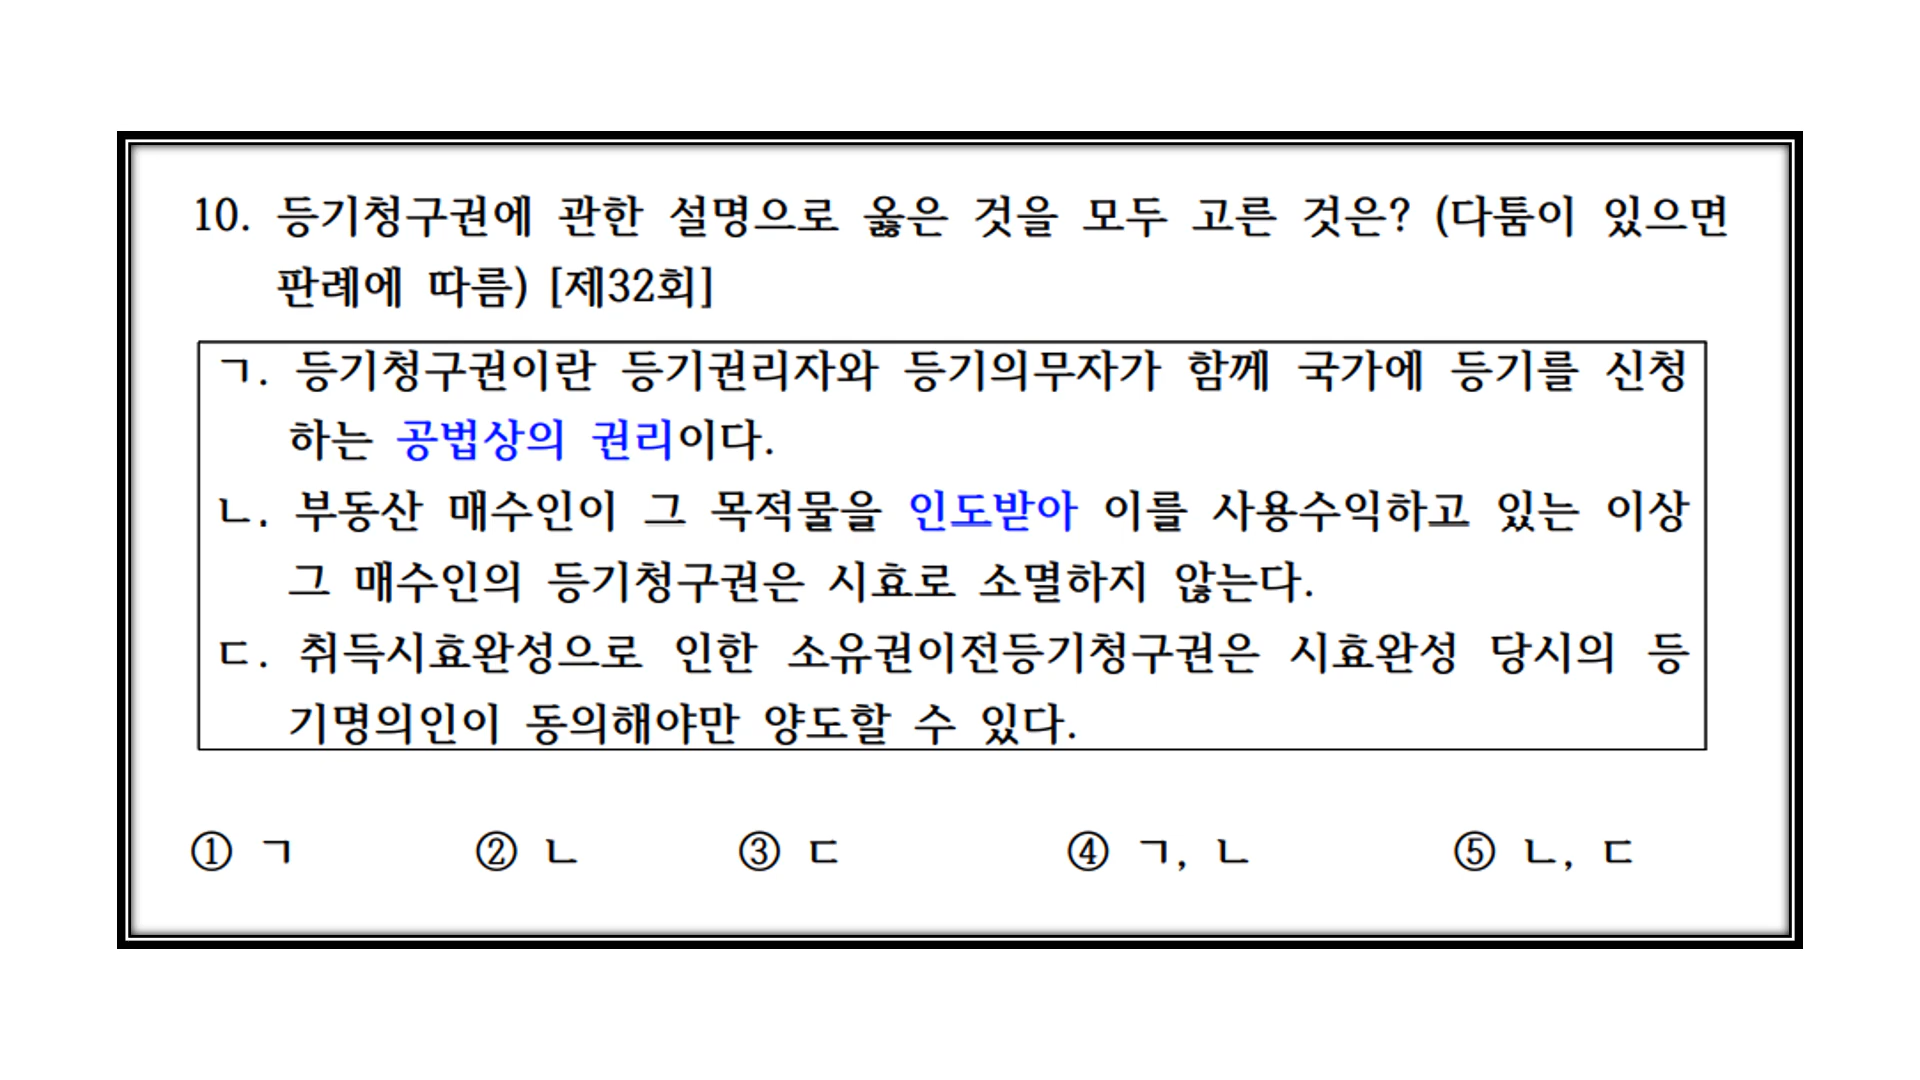 10. 등기청구권에 관한 설명으로 옳은 것을 모두 고른 것은? (다툼이 있으면
판례에 따름) [제32회]
ㄱ. 등기청구권이란 등기권리자와 등기의무자가 함께 국가에 등기를 신청
하는 공법상의 권리이다.
ㄴ. 부동산 매수인이 그 목적물을 인도받아 이를 사용수익하고 있는 이상
그 매수인의 등기청구권은 시효로 소멸하지 않는다.
ㄷ. 취득시효완성으로 인한 소유권이전등기청구권은 시효완성 당시의 등
기명의인이 동의해야만 양도할 수 있다.
① ㄱ ② ㄴ ③ ㄷ ④ ㄱ, ㄴ ⑤ ㄴ, ㄷ